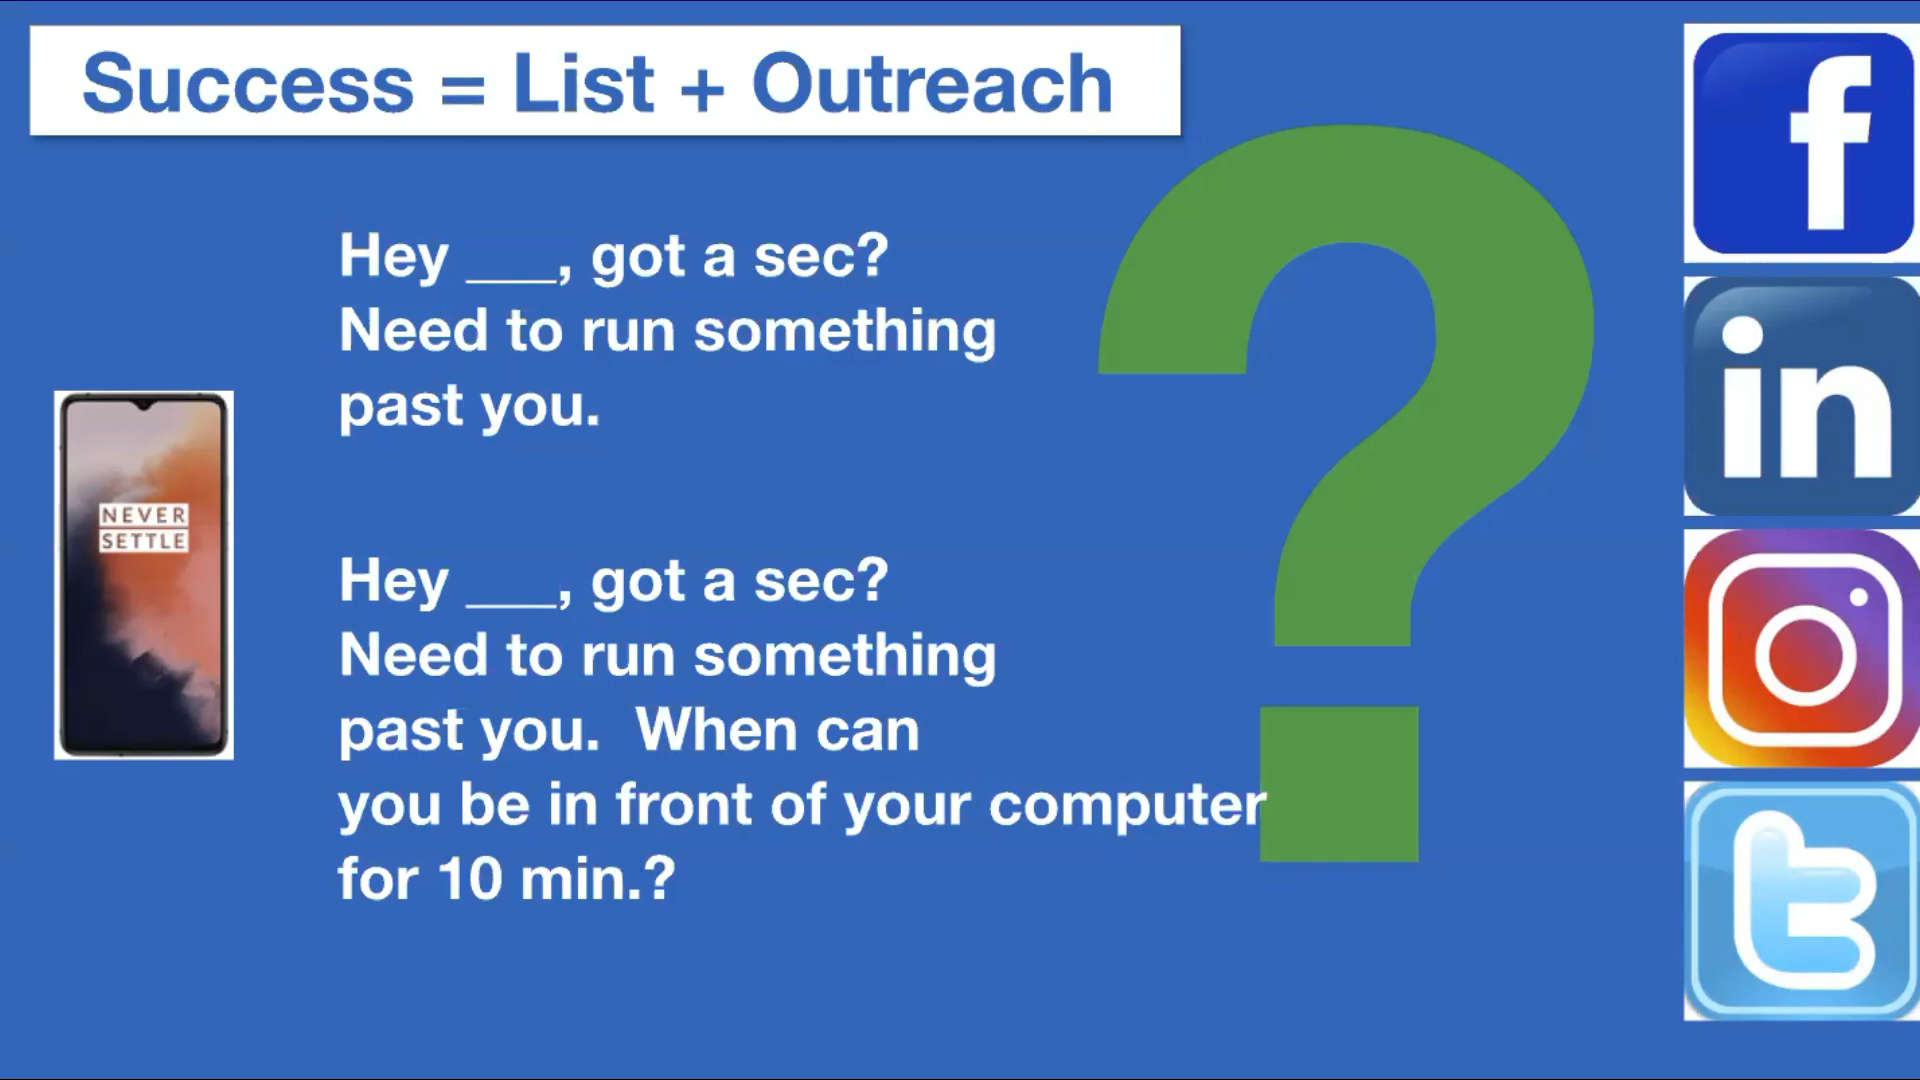 Success = List + Outreach
Hey ___, got a sec?
Need to run something
past you.
NEVER
SETTLE
Hey ___, got a sec?
Need to run something
past you.  When can
you be in front of your computer
for 10 min.?
f
in
t